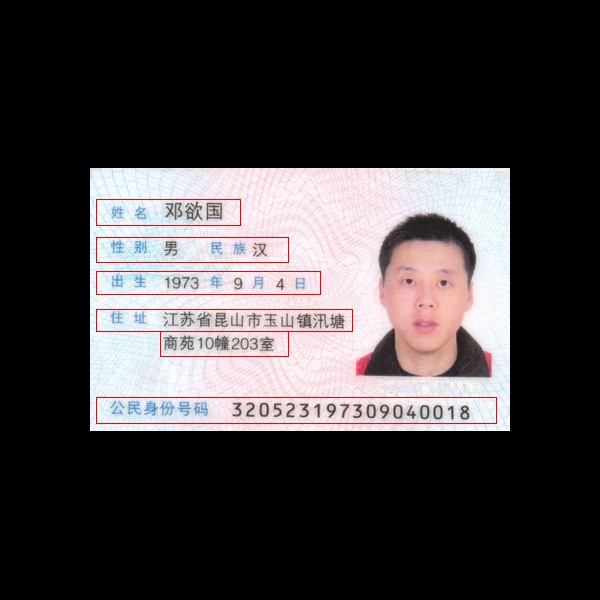 姓名 邓欲国
性别 男 民族 汉
出生 1973 年 9 月 4 日
住址 江苏省昆山市玉山镇汛塘
商苑10幢203室
公民身份号码 320523197309040018